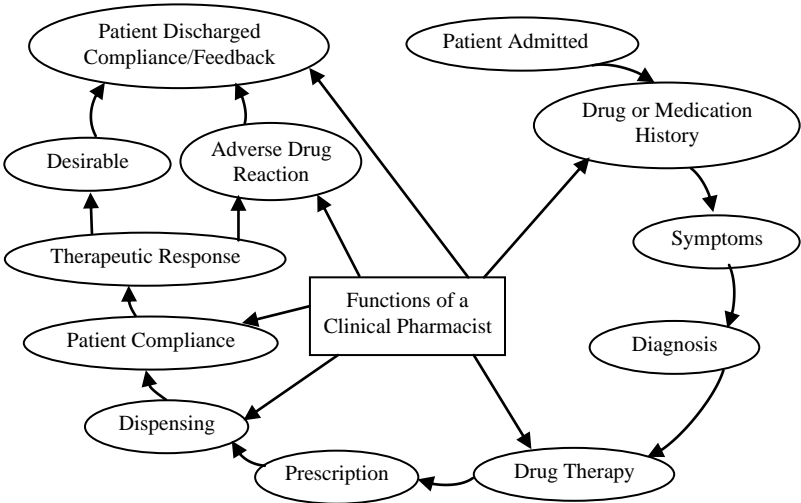 Patient Discharged
Compliance/Feedback
Patient Admitted
Drug or Medication
History
Desirable
Adverse Drug
Reaction
Symptoms
Therapeutic Response
Functions of a
Clinical Pharmacist
Patient Compliance
Diagnosis
Dispensing
Prescription
Drug Therapy